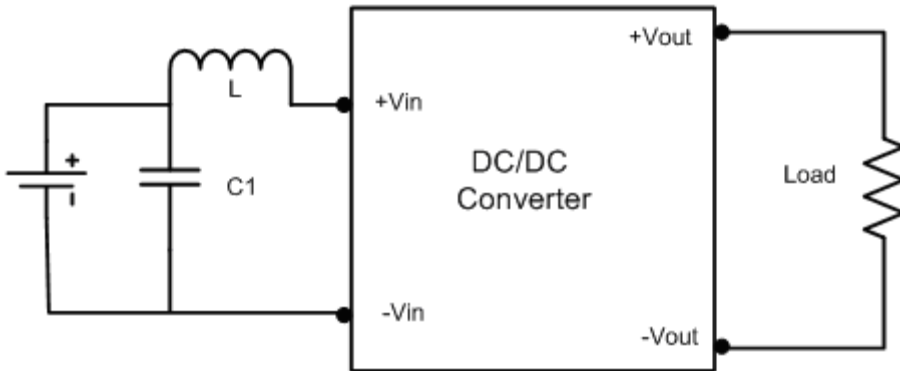 +Vout
L
+Vin
DC/DC
Converter
C1
Load
-Vin
-Vout
+
-